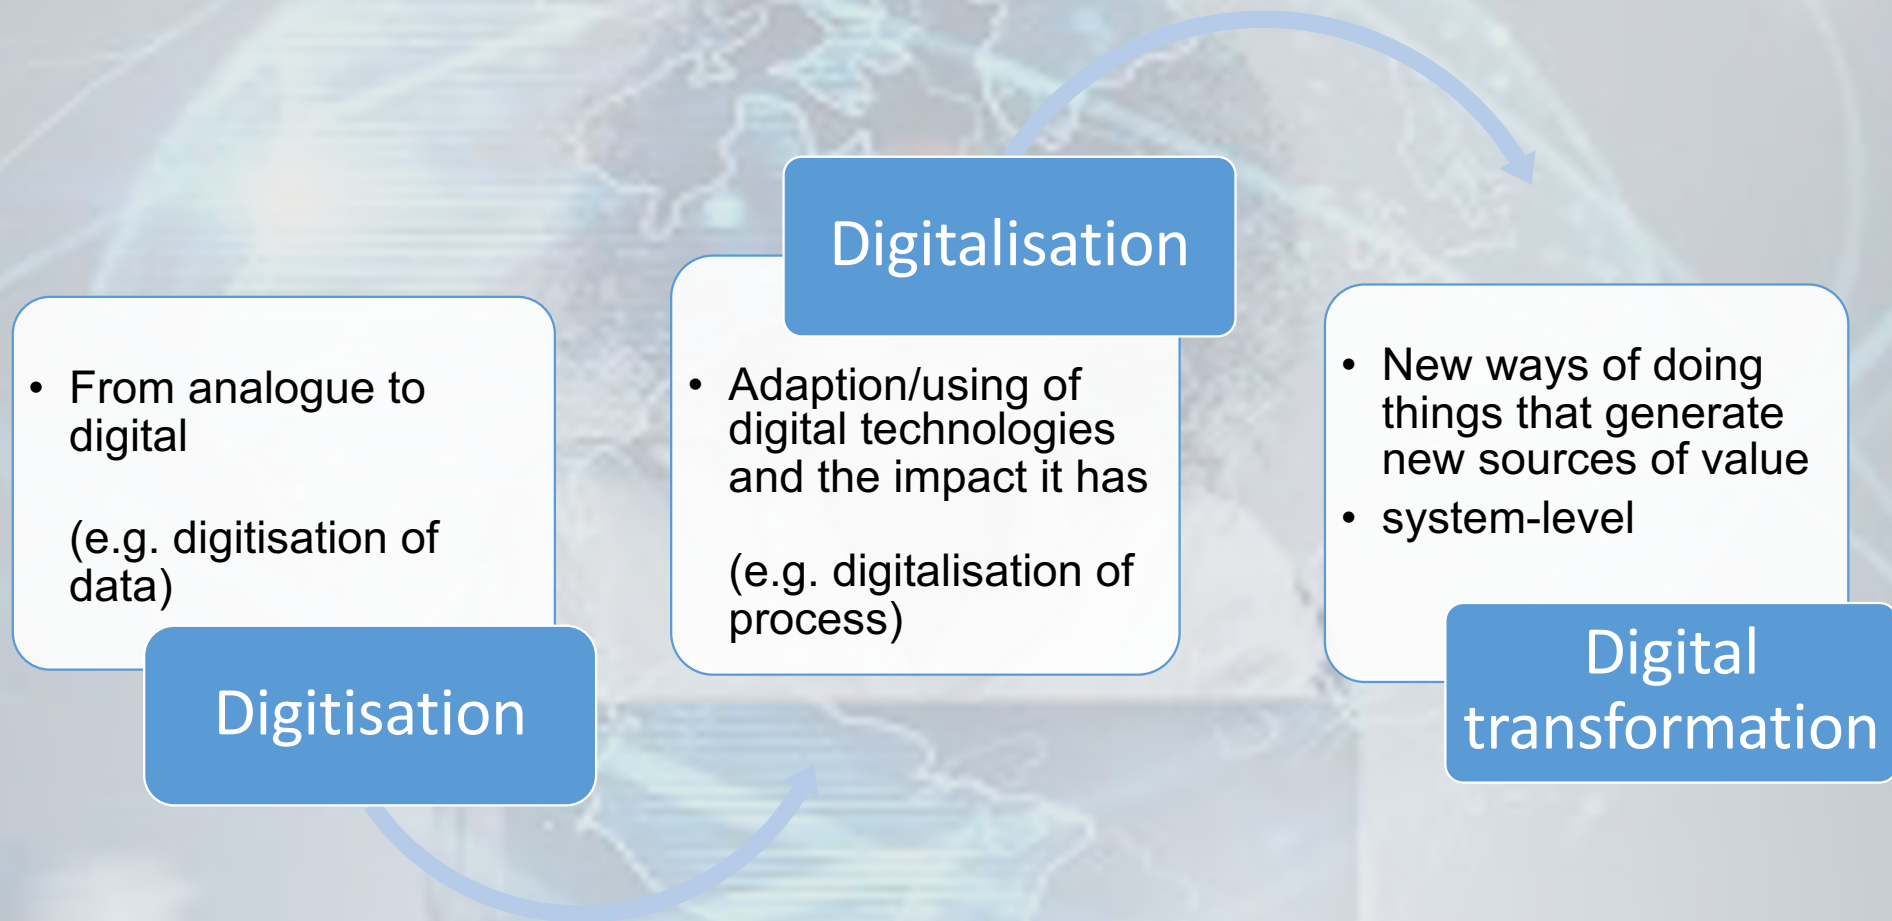 • From analogue to
digital
(e.g. digitisation of
data)
Digitisation
Digitalisation
• Adaption/using of
digital technologies
and the impact it has
(e.g. digitalisation of
process)
• New ways of doing
things that generate
new sources of value
• system-level
Digital
transformation